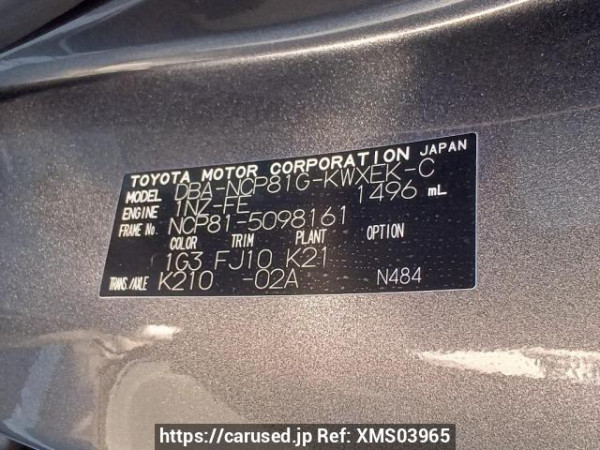 TOYOTA MOTOR CORPORATION JAPAN
MODEL DBA-NCP81G-KWXEK-C
ENGINE 1NZ-FE 1496 mL
FRAME No. NCP81-5098161
COLOR TRIM PLANT OPTION
1G3 FJ10 K21
TRANS./AXLE K210 -02A N484
https://carused.jp Ref: XMS03965